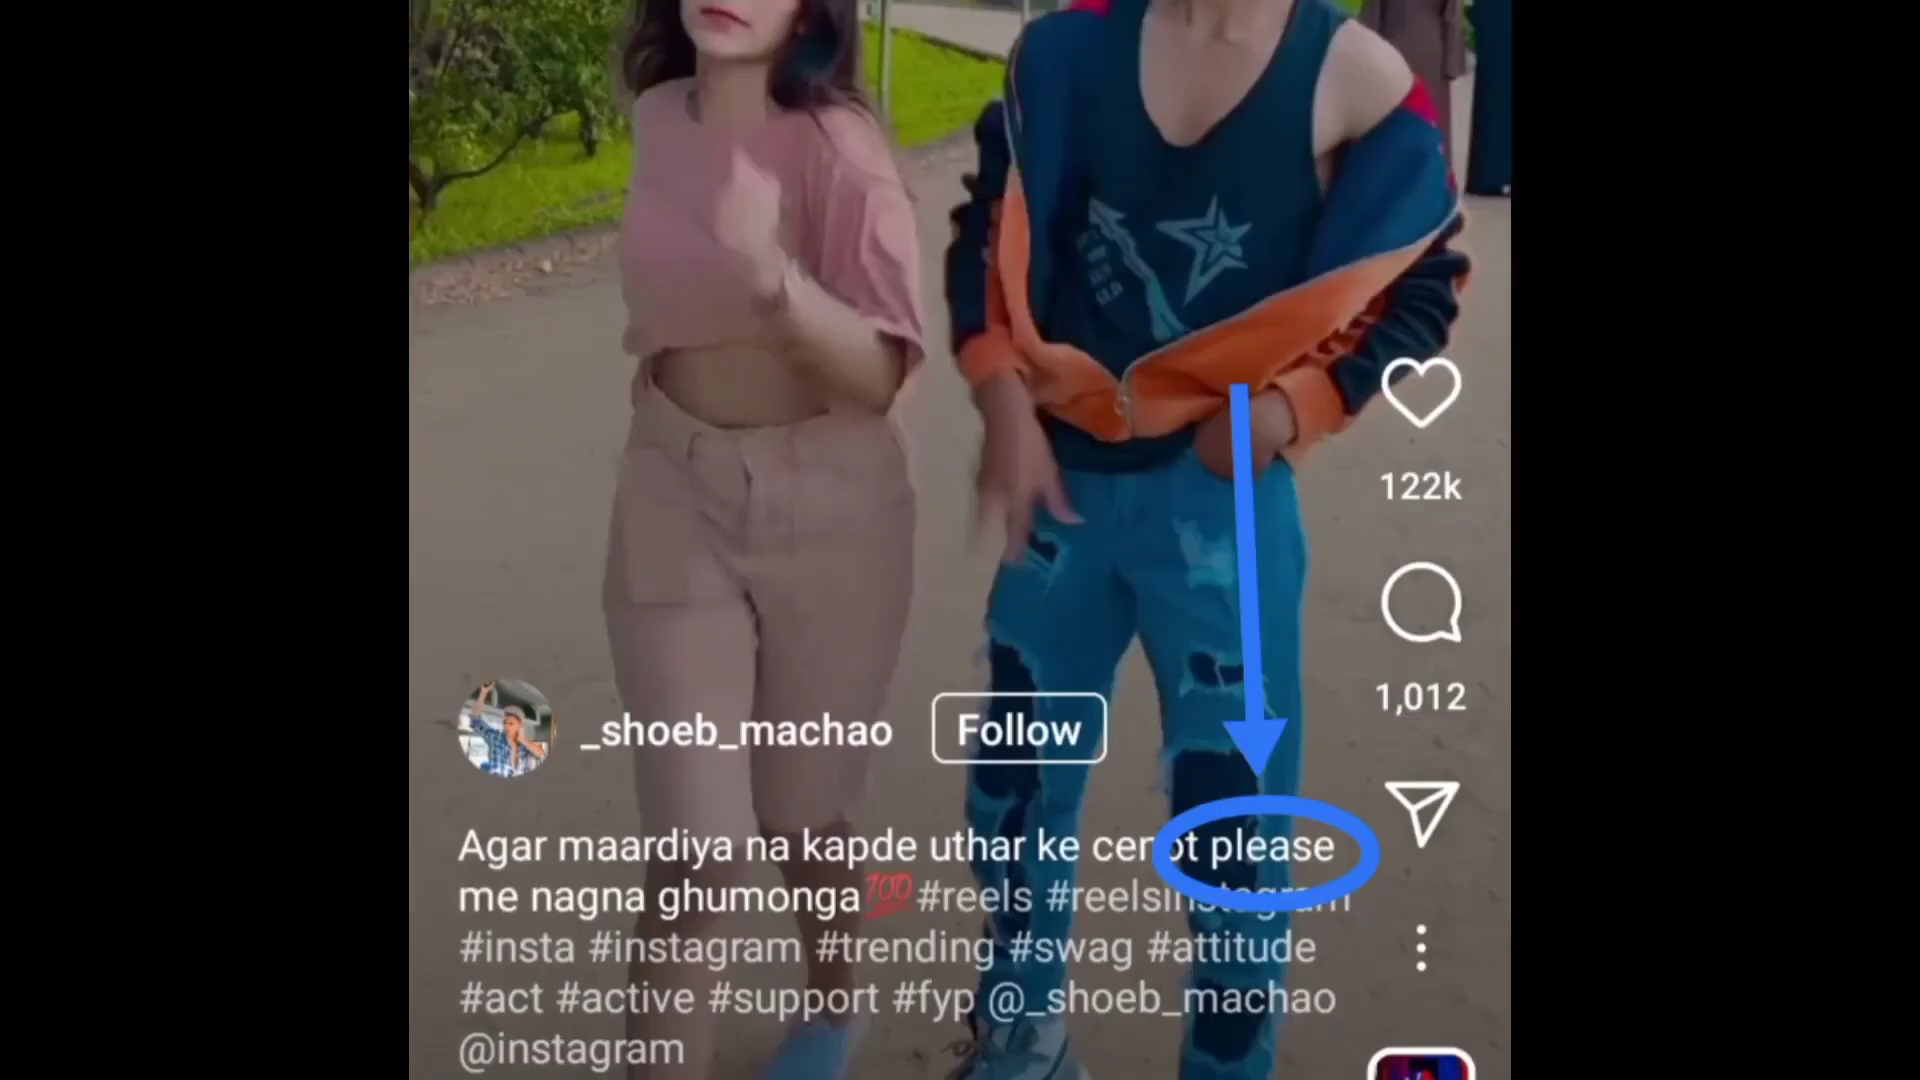 122k
1,012
_shoeb_machao Follow
Agar maardiya na kapde uthar ke please
me nagna ghumonga💯#reels #reelsinstagram
#insta #instagram #trending #swag #attitude
#act #active #support #fyp @_shoeb_machao
@instagram